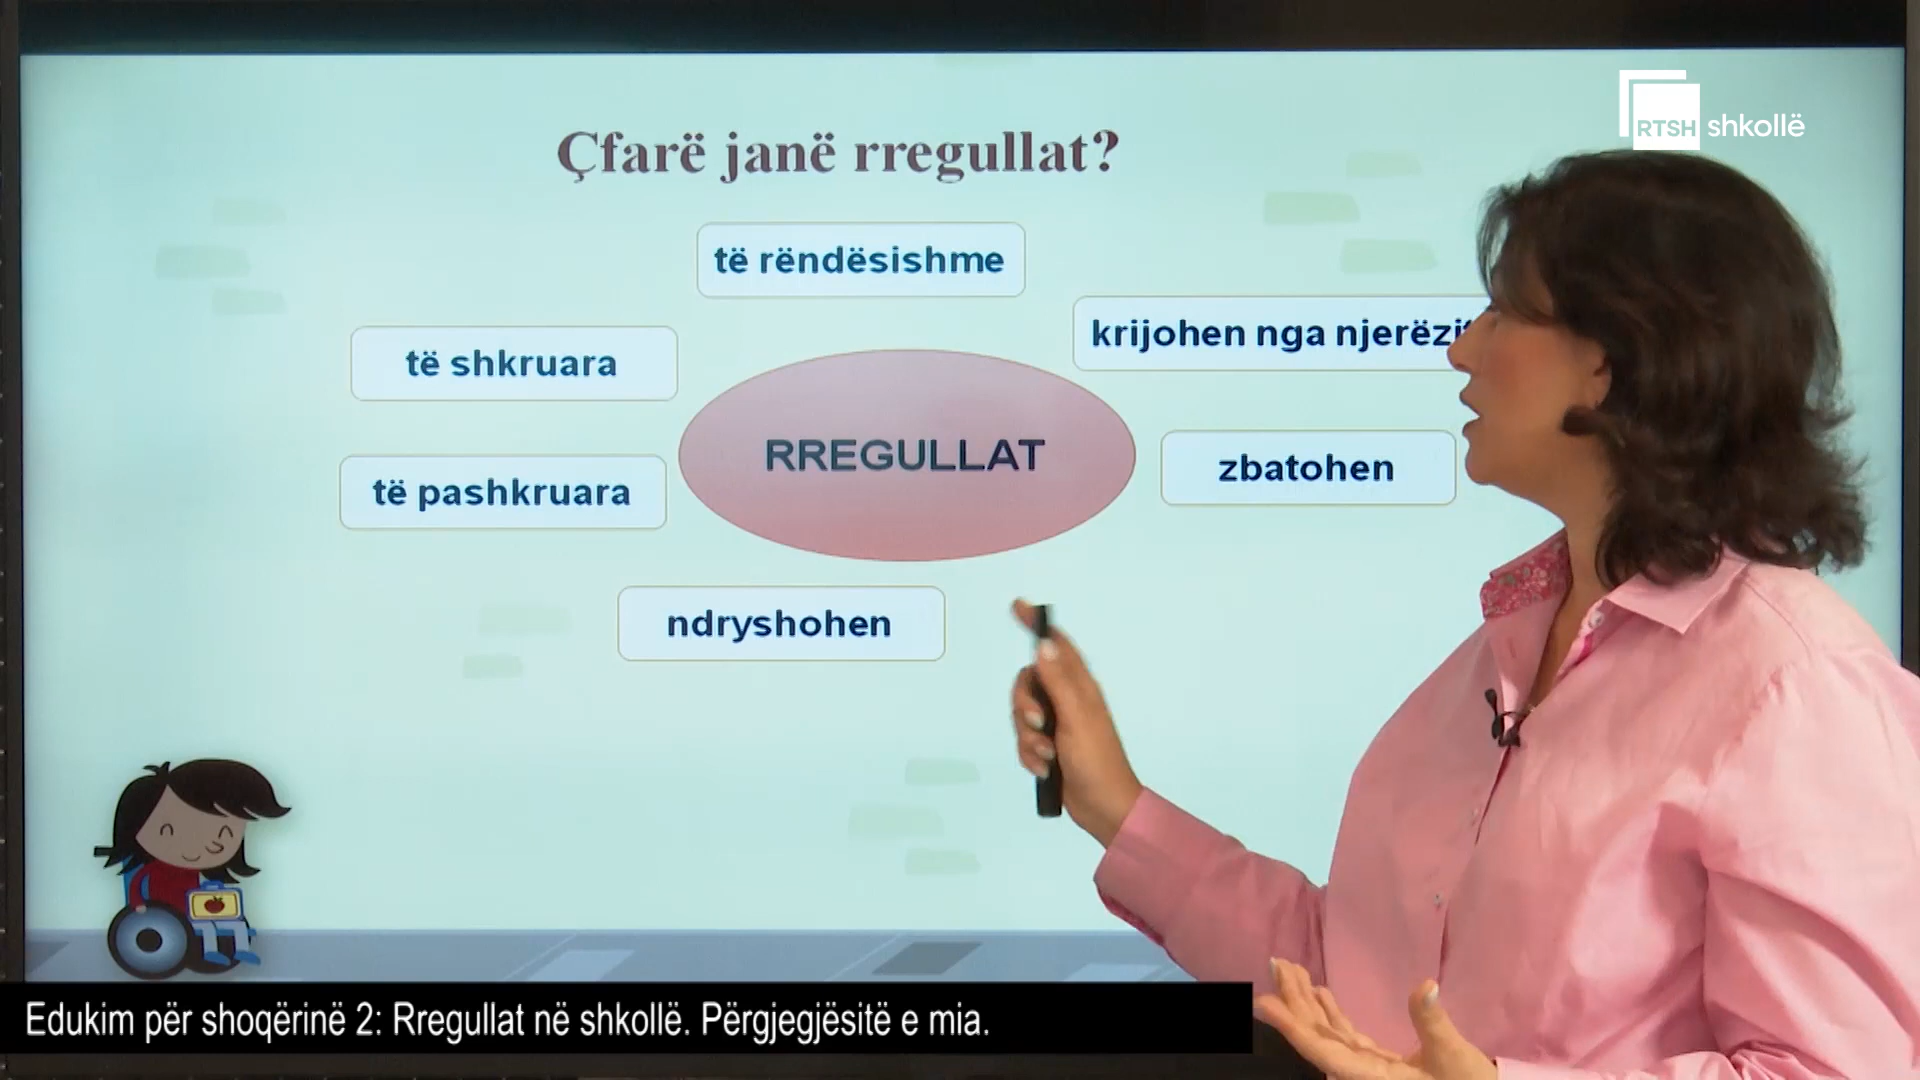 RTSH shkollë
Çfarë janë rregullat?
të rëndësishme
krijohen nga
të shkruara
RREGULLAT
zbatohen
të pashkruara
ndryshohen
Edukim për shoqërinë 2: Rregullat në shkollë. Përgjegjësitë e mia.